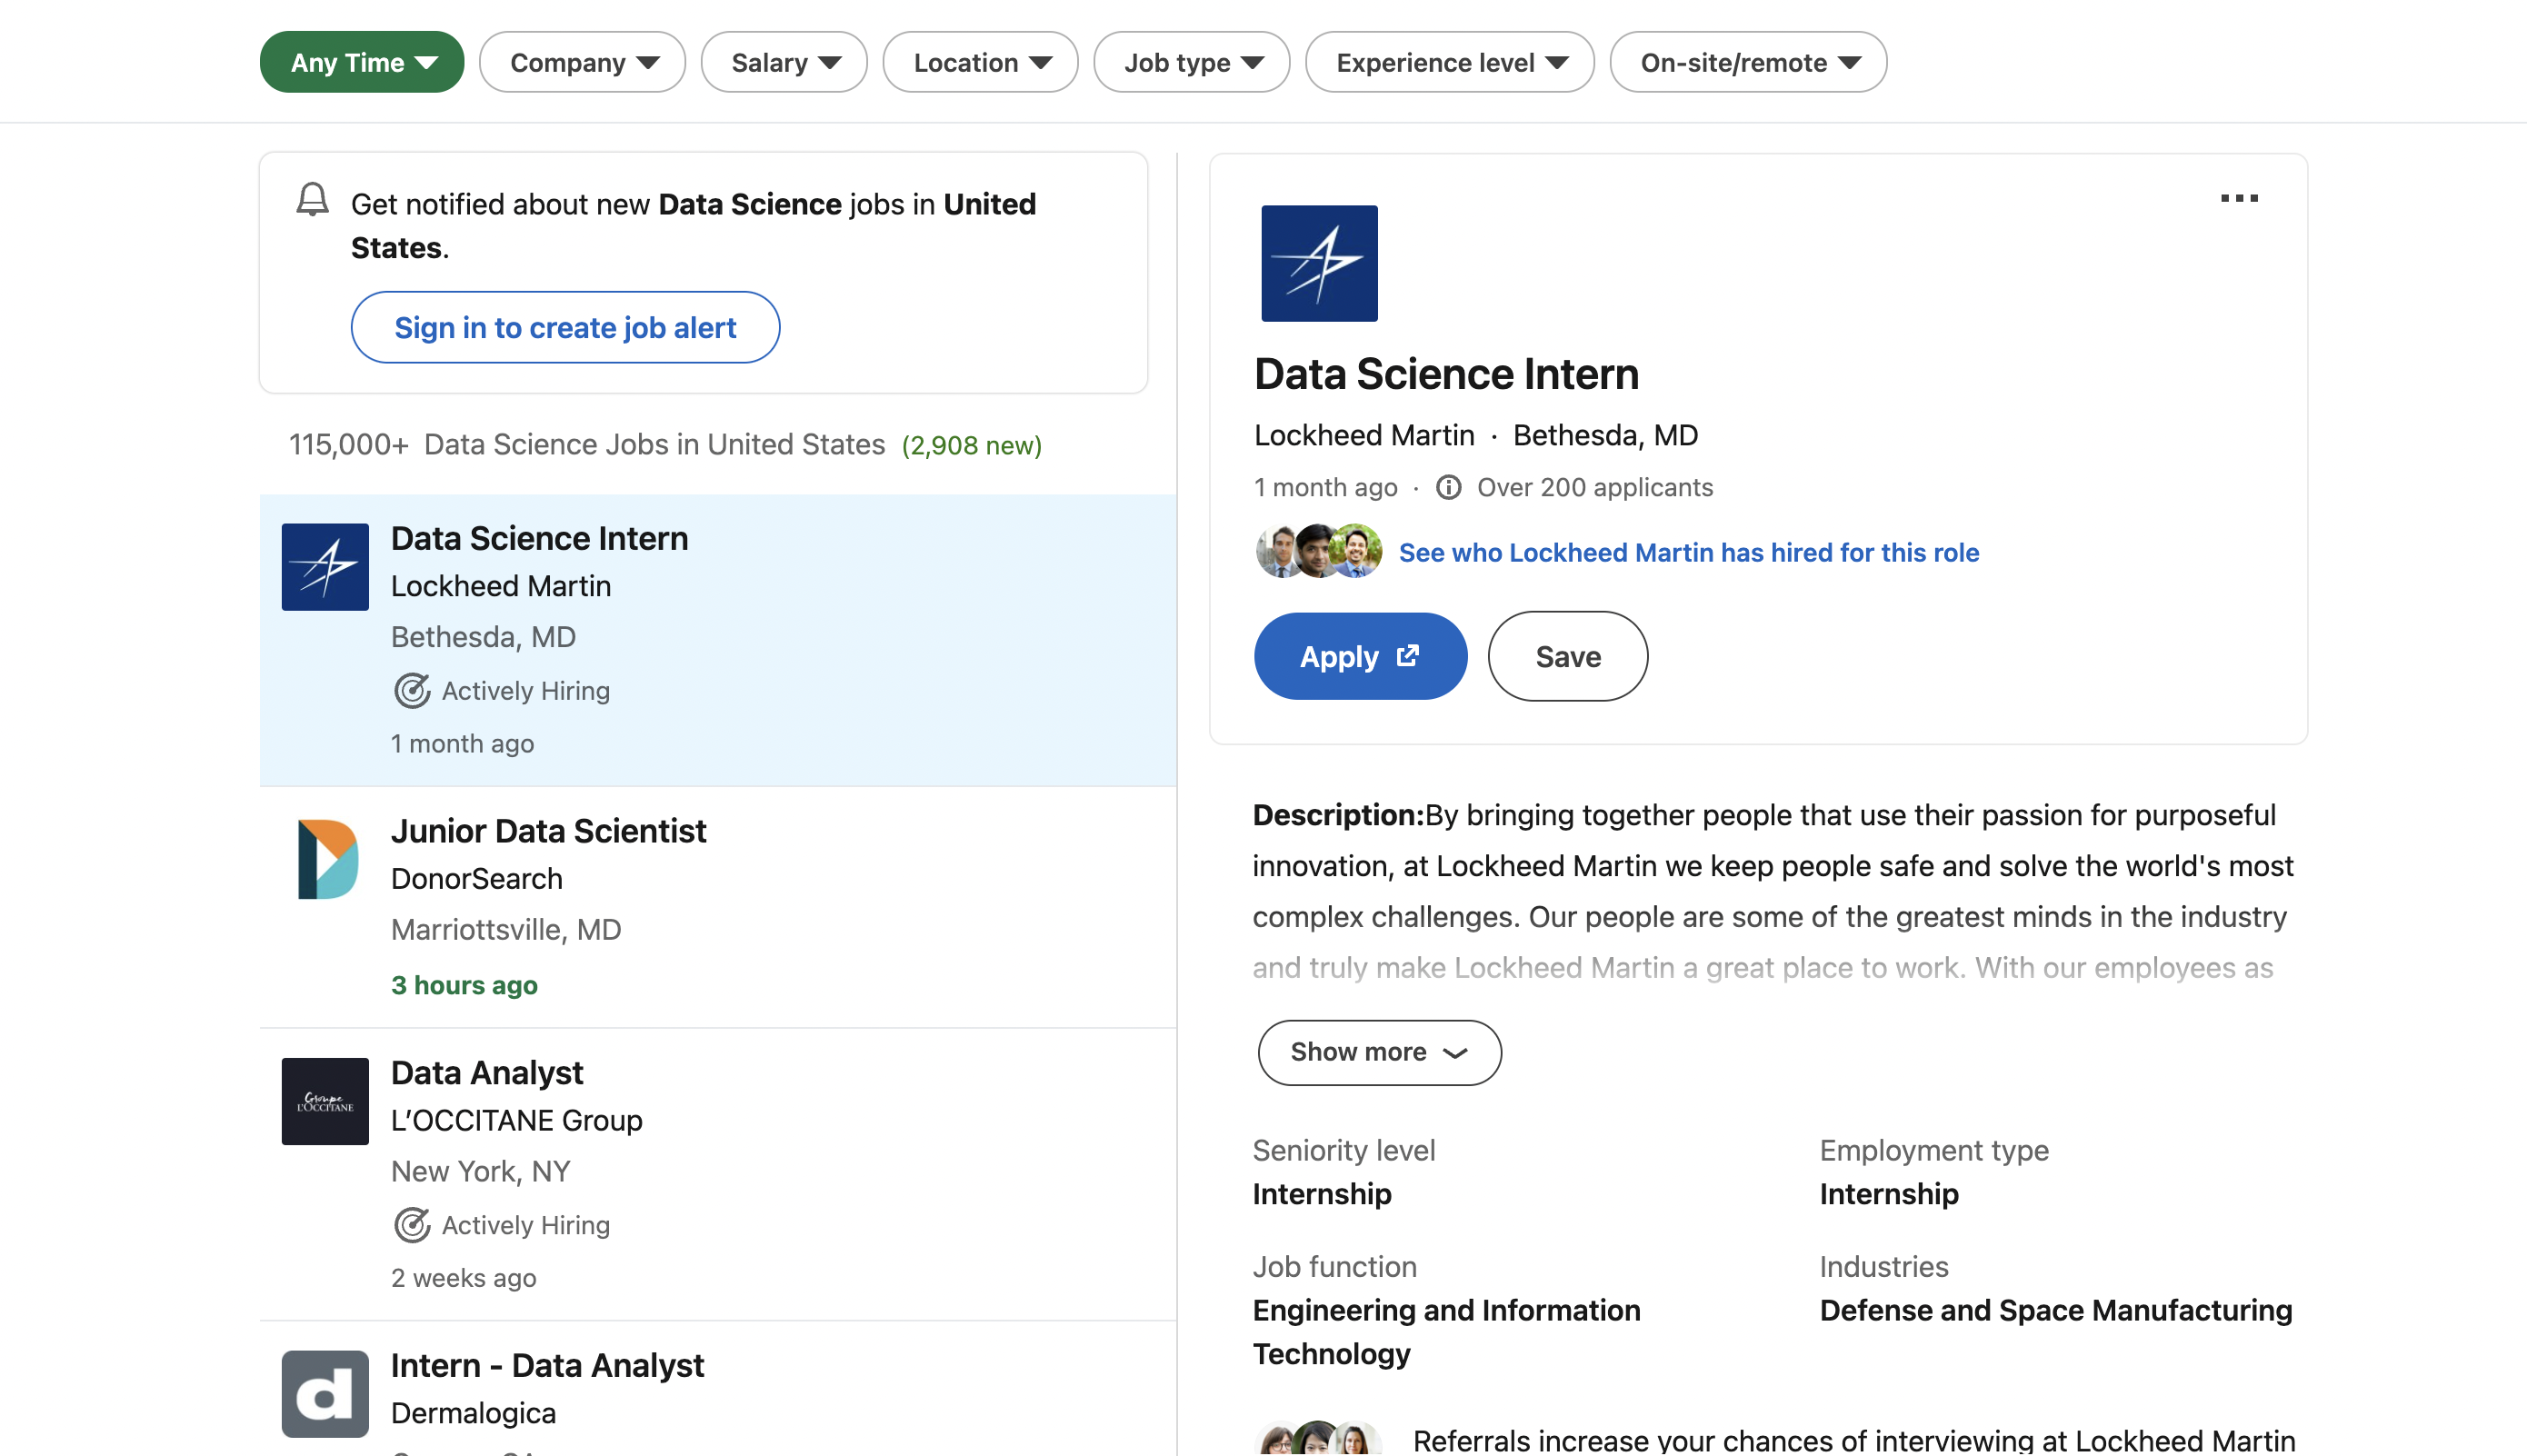 Any Time
Company
Salary
Location
Job type
Experience level
On-site/remote
Get notified about new Data Science jobs in United
States.
Sign in to create job alert
115,000+ Data Science Jobs in United States (2,908 new)
Data Science Intern
Lockheed Martin
Bethesda, MD
Actively Hiring
1 month ago
Junior Data Scientist
DonorSearch
Marriottsville, MD
3 hours ago
Groupe
L'OCCITANE
Data Analyst
L’OCCITANE Group
New York, NY
Actively Hiring
2 weeks ago
d
Intern - Data Analyst
Dermalogica
Data Science Intern
Lockheed Martin · Bethesda, MD
1 month ago · Over 200 applicants
See who Lockheed Martin has hired for this role
Apply
Save
Description:By bringing together people that use their passion for purposeful
innovation, at Lockheed Martin we keep people safe and solve the world's most
complex challenges. Our people are some of the greatest minds in the industry
and truly make Lockheed Martin a great place to work. With our employees as
Show more
Seniority level
Internship
Employment type
Internship
Job function
Engineering and Information
Technology
Industries
Defense and Space Manufacturing
Referrals increase your chances of interviewing at Lockheed Martin